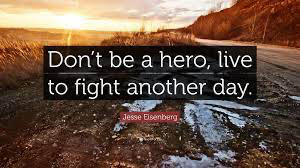 Don't be a hero, live
to fight another day.
Jesse Eisenberg